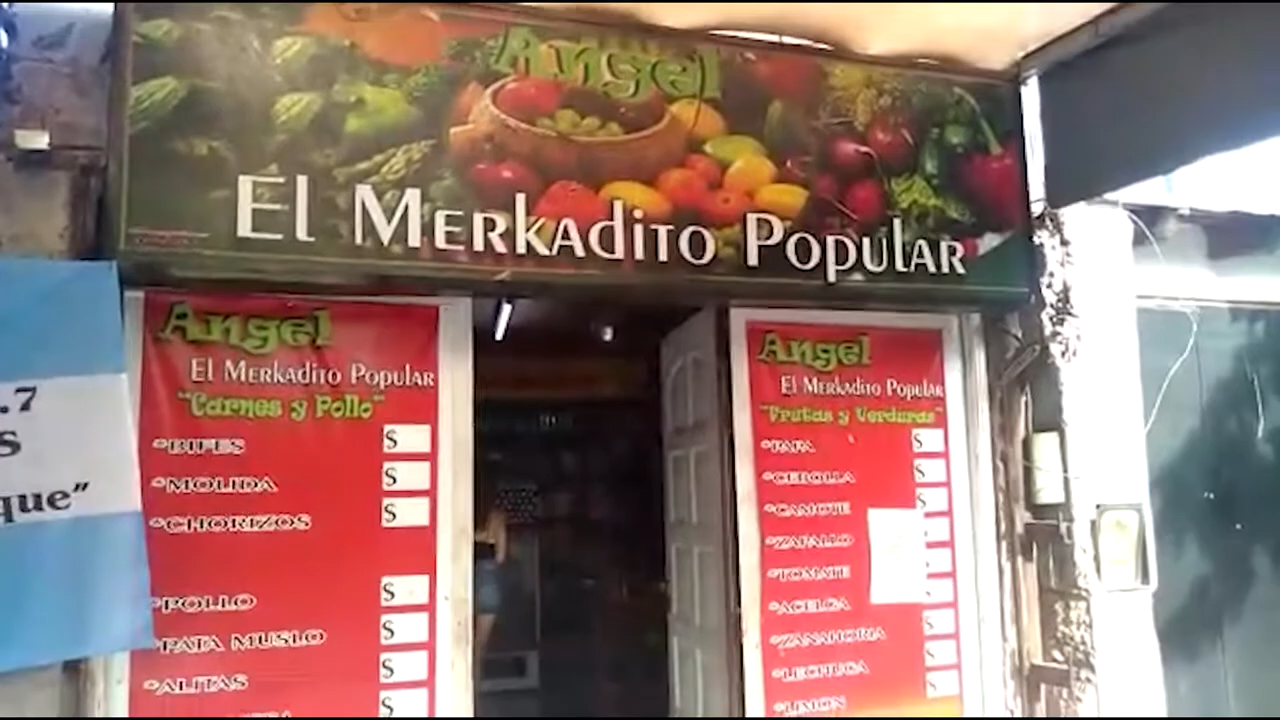 Angel
El Merkadito Popular
.7
s
que”
Angel
El Merkadito Popular
"Carnes y Pollo"
*BIFES $
*MOLIDA $
*CHORIZOS $
*POLLO $
*PATA MUSLO $
*ALITAS $
$
Angel
El Merkadito Popular
"Frutas y Verduras"
*PAPA $
*CEBOLLA $
*CAMOTE $
*ZAPALLO
*TOMATE
*ACELGA
*ZANAHORIA $
*LECHUGA $
*LIMON $